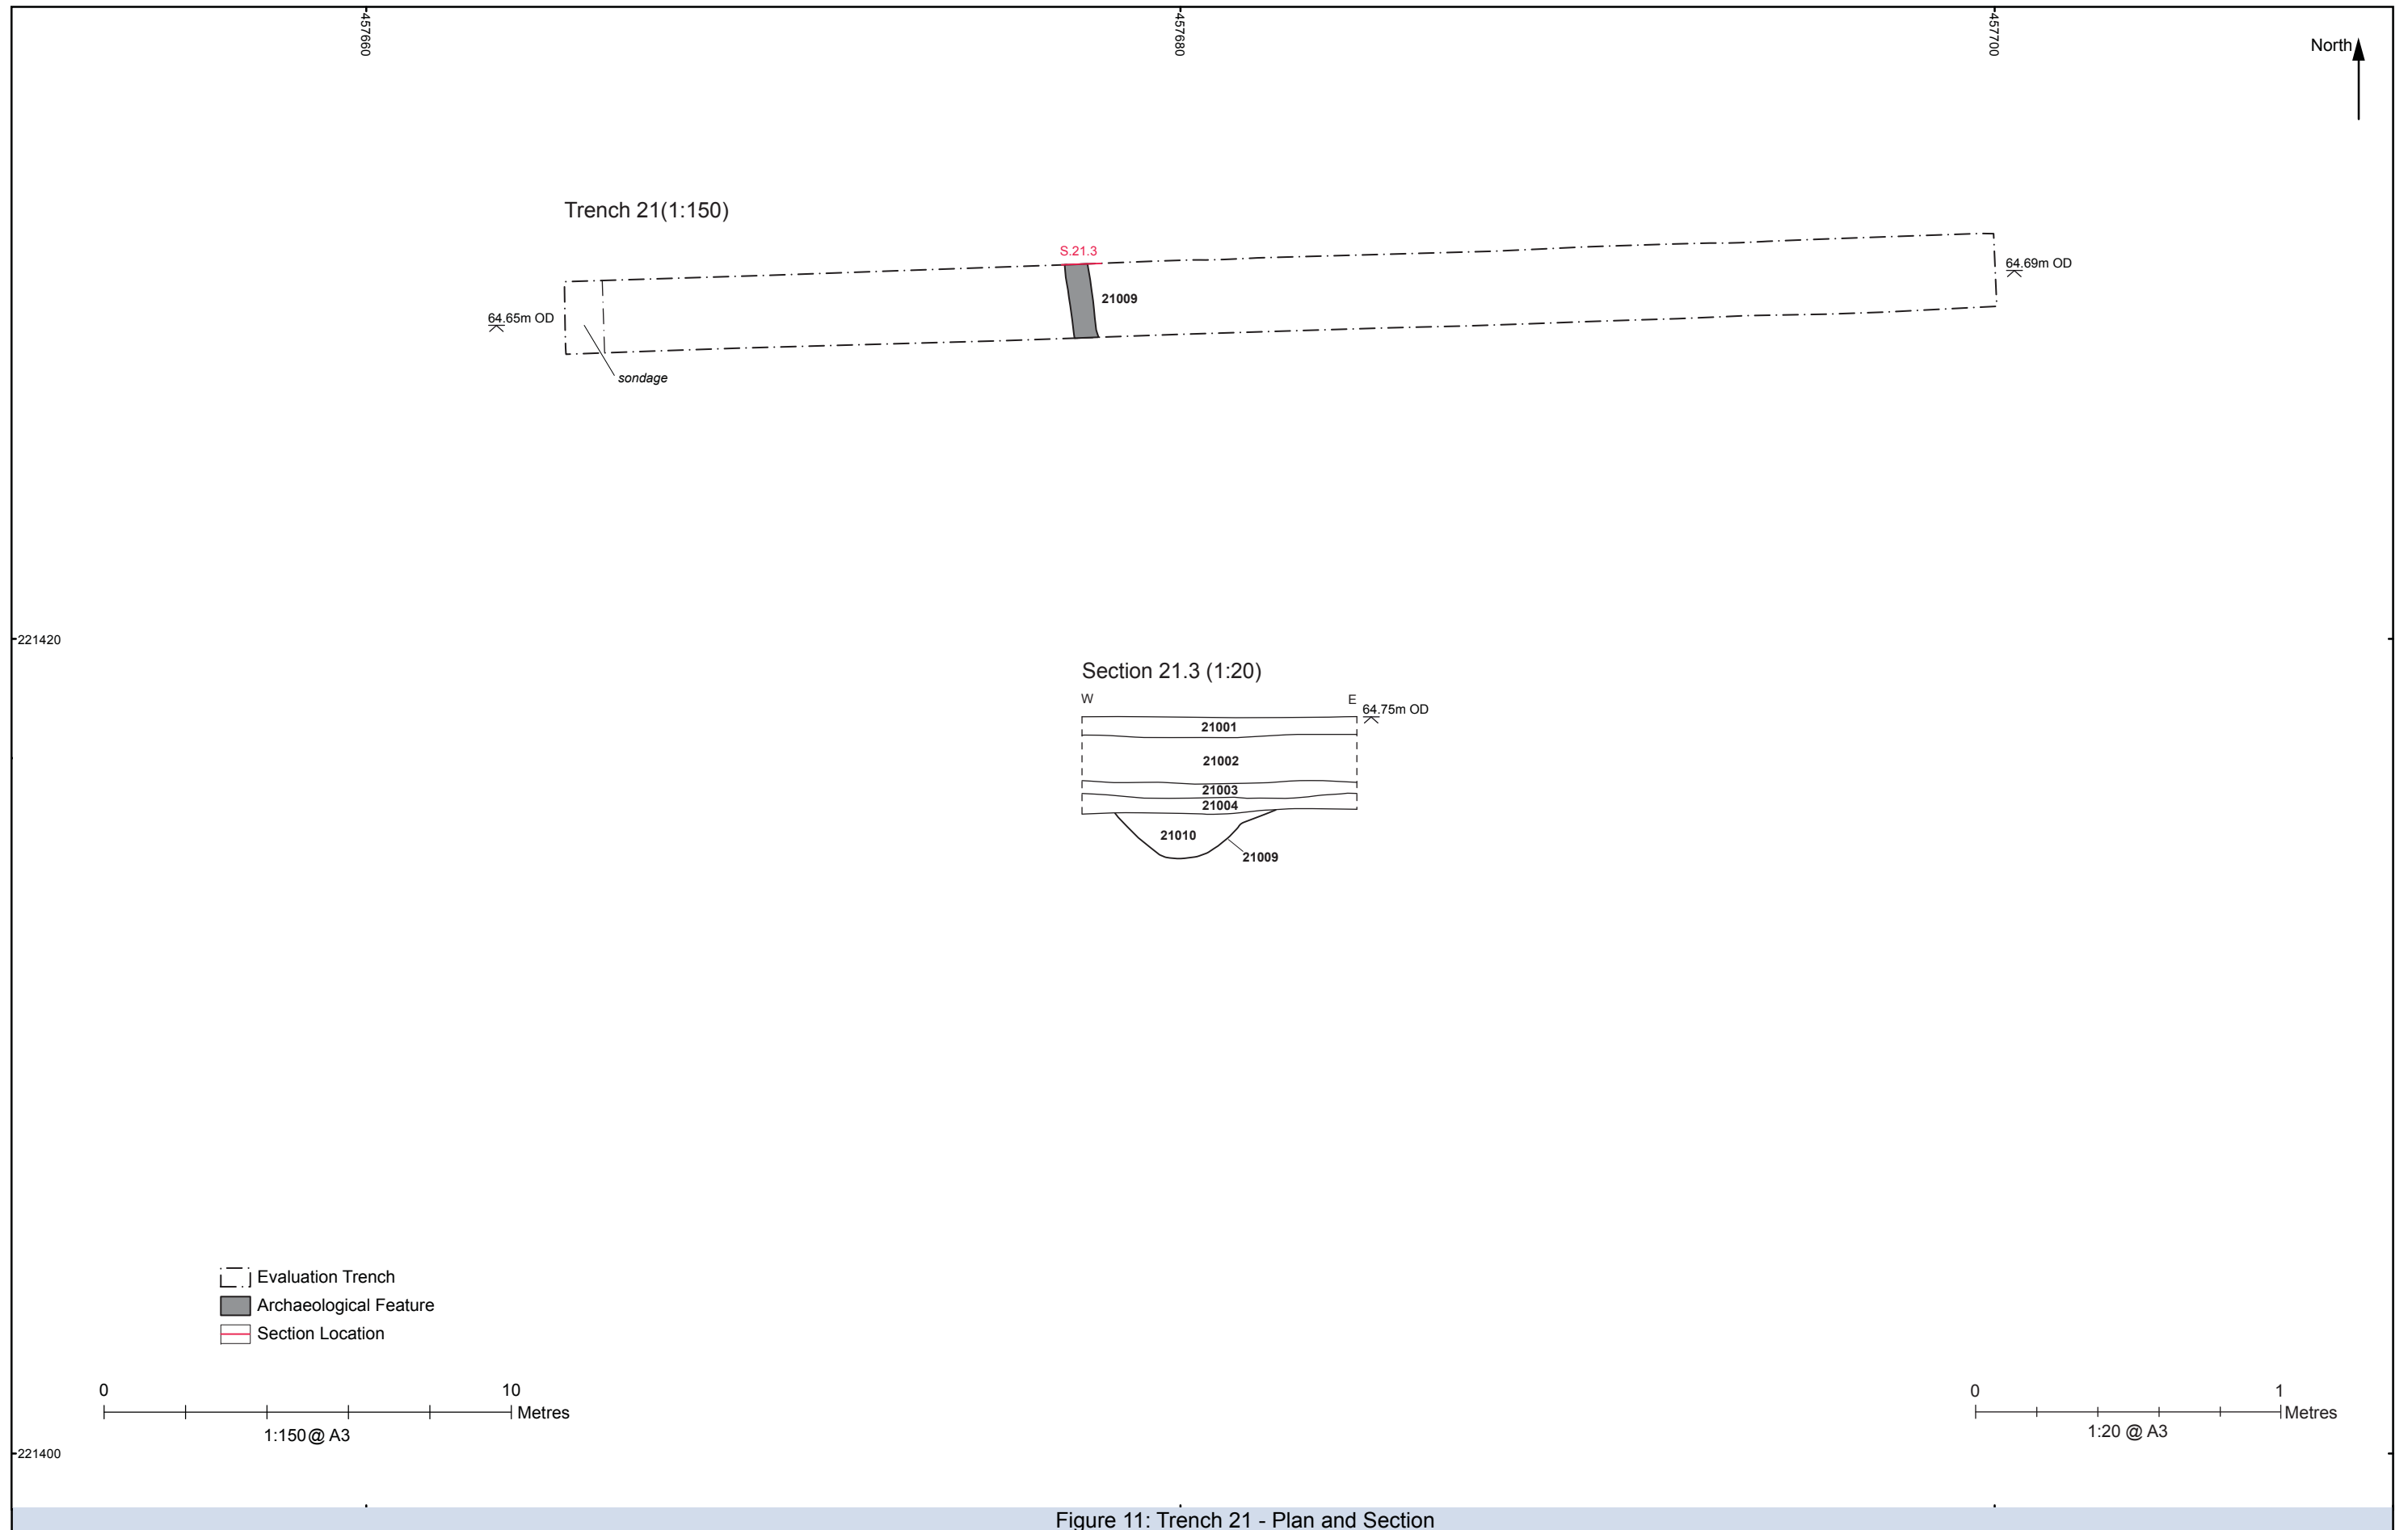 457660
457680
457700
North
Trench 21(1:150)
S.21.3
64.69m OD
21009
64.65m OD
sondage
221420
Section 21.3 (1:20)
W
E
64.75m OD
21001
21002
21003
21004
21010
21009
Evaluation Trench
Archaeological Feature
Section Location
0 10
Metres
1:150@ A3
0 1
Metres
1:20 @ A3
221400
Figure 11: Trench 21 - Plan and Section